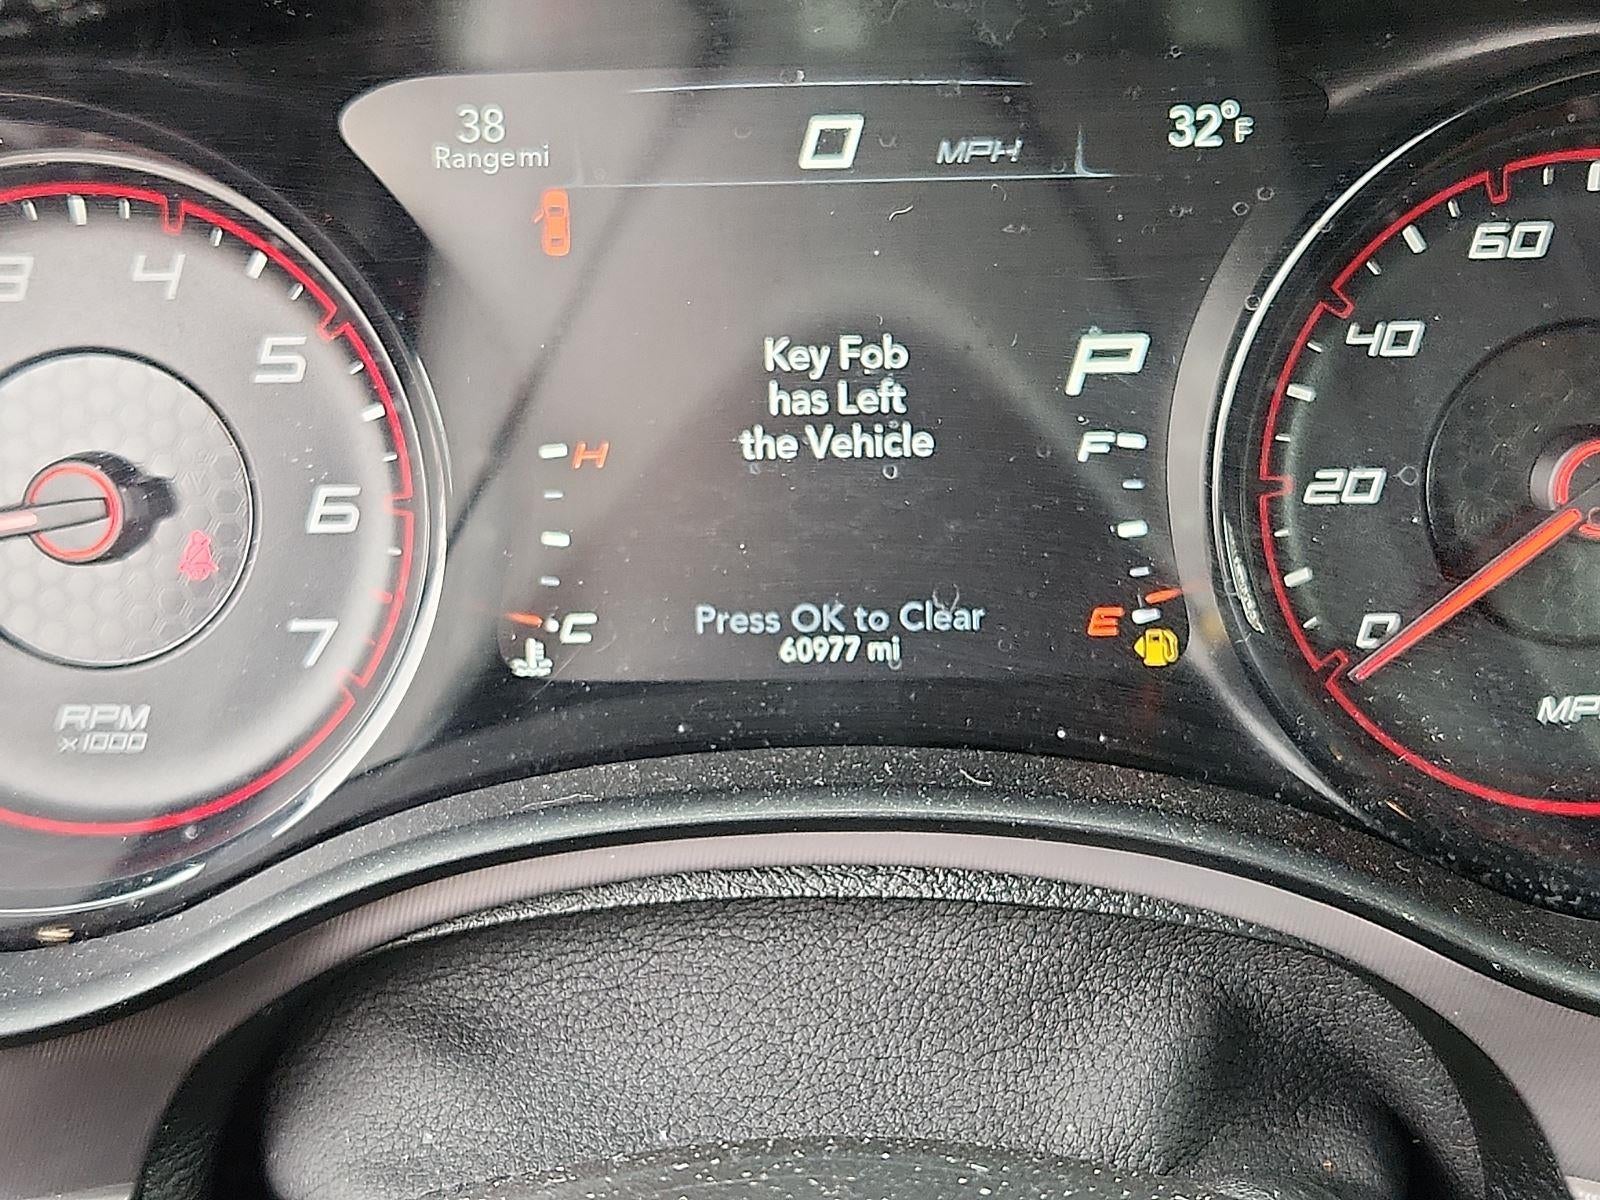 38
Rangemi
0 MPH
32°F
Key Fob
has Left
the Vehicle
P
H
F
C
E
Press OK to Clear
60977 mi
3
4
5
6
7
RPM
x1000
60
40
20
0